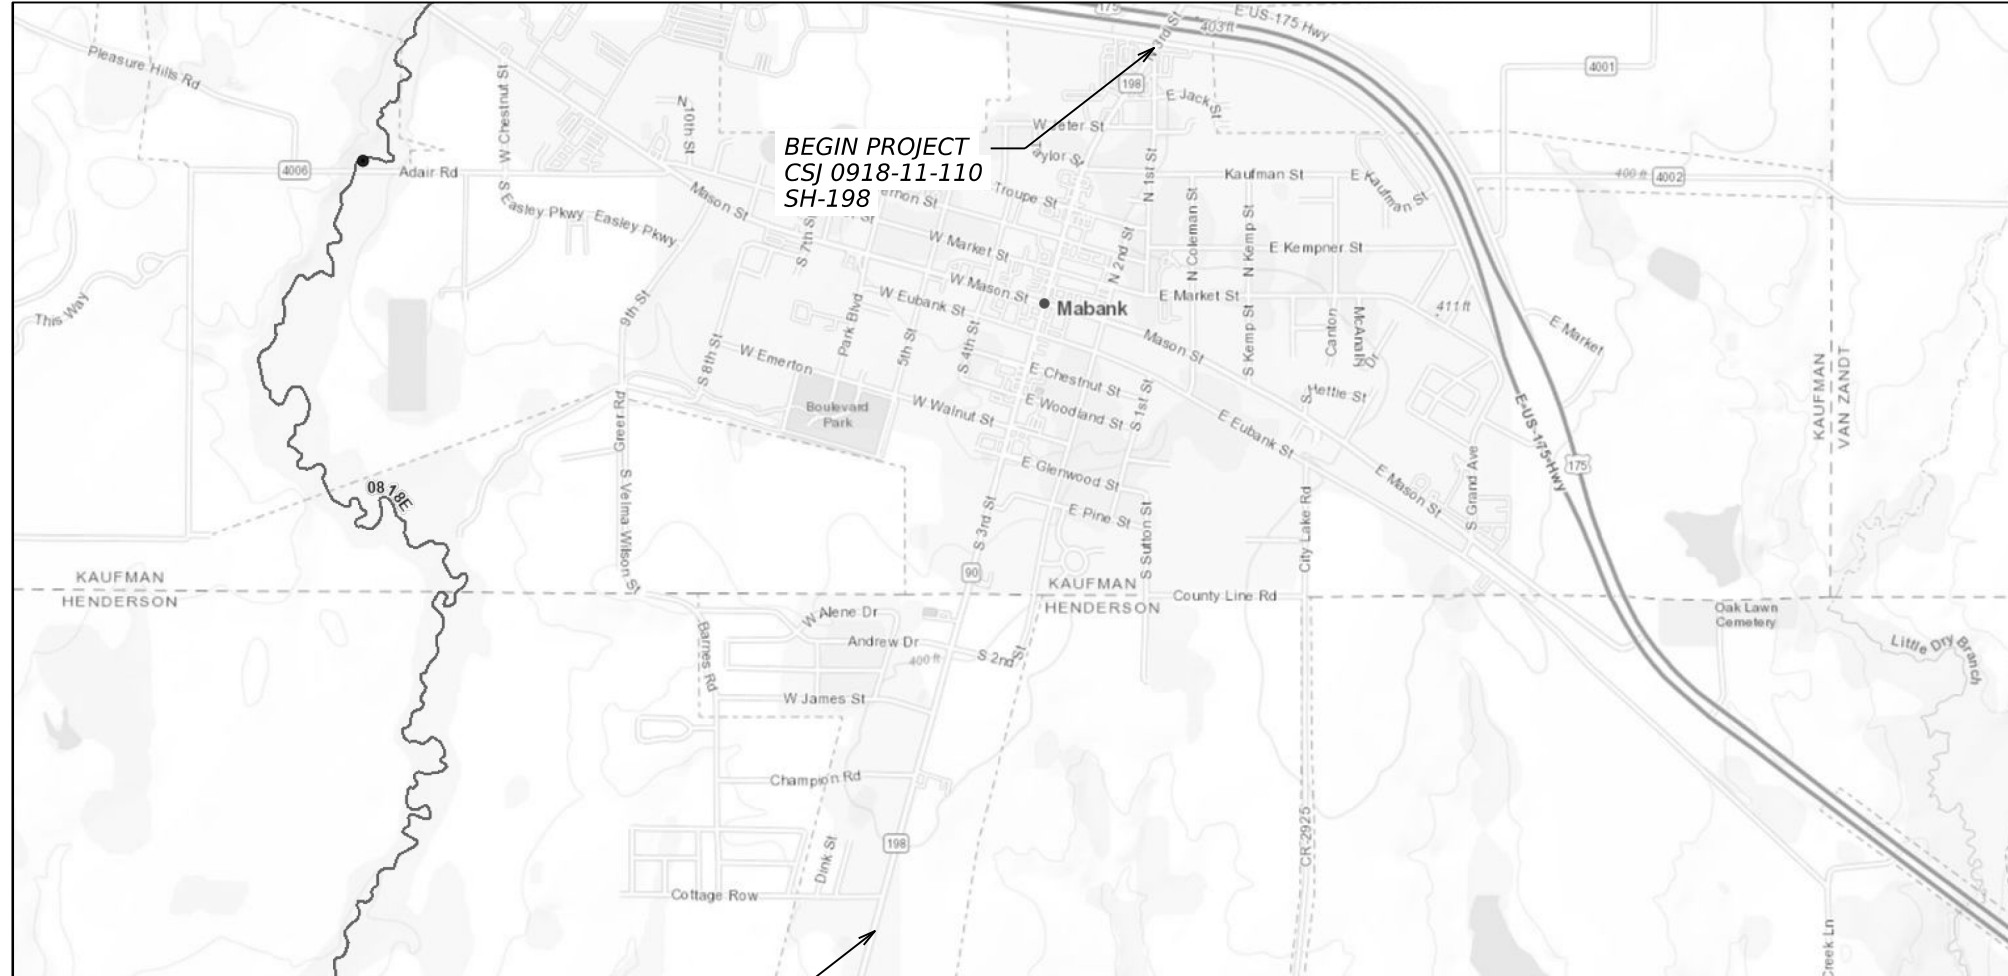 175
E US-175 Hwy
403 ft
N 3rd St
Pleasure Hills Rd
4001
198
W Chestnut St
N 10th St
E Jack St
W Jeter St
BEGIN PROJECT
CSJ 0918-11-110
SH-198
Taylor St
N 1st St
4006
Adair Rd
Kaufman St
E Kaufman St
400 ft
4002
Mason St
Troupe St
S Easley Pkwy
Easley Pkwy
S 7th St
W Market St
N 2nd St
N Coleman St
N Kemp St
E Kempner St
W Mason St
W Eubank St
Mabank
E Market St
411 ft
This Way
9th St
Park Blvd
5th St
S 4th St
Mason St
S Kemp St
Canton
McAnally Dr
E Market
S 8th St
W Emerton
E Chestnut St
S Hettie St
KAUFMAN
VAN ZANDT
Boulevard
Park
W Walnut St
E Woodland St
S 1st St
E Eubank St
E-US-175-Hwy
Greer Rd
E Glenwood St
175
0818E
S Velma Wilson St
S 3rd St
E Pine St
S Sutton St
City Lake Rd
E Mason St
S Grand Ave
90
KAUFMAN
HENDERSON
KAUFMAN
HENDERSON
County Line Rd
Oak Lawn
Cemetery
W Alene Dr
Andrew Dr
400 ft
S 2nd St
Little Dry Branch
Barnes Rd
W James St
Champion Rd
198
Dink St
CR-2925
Cottage Row
reek Ln